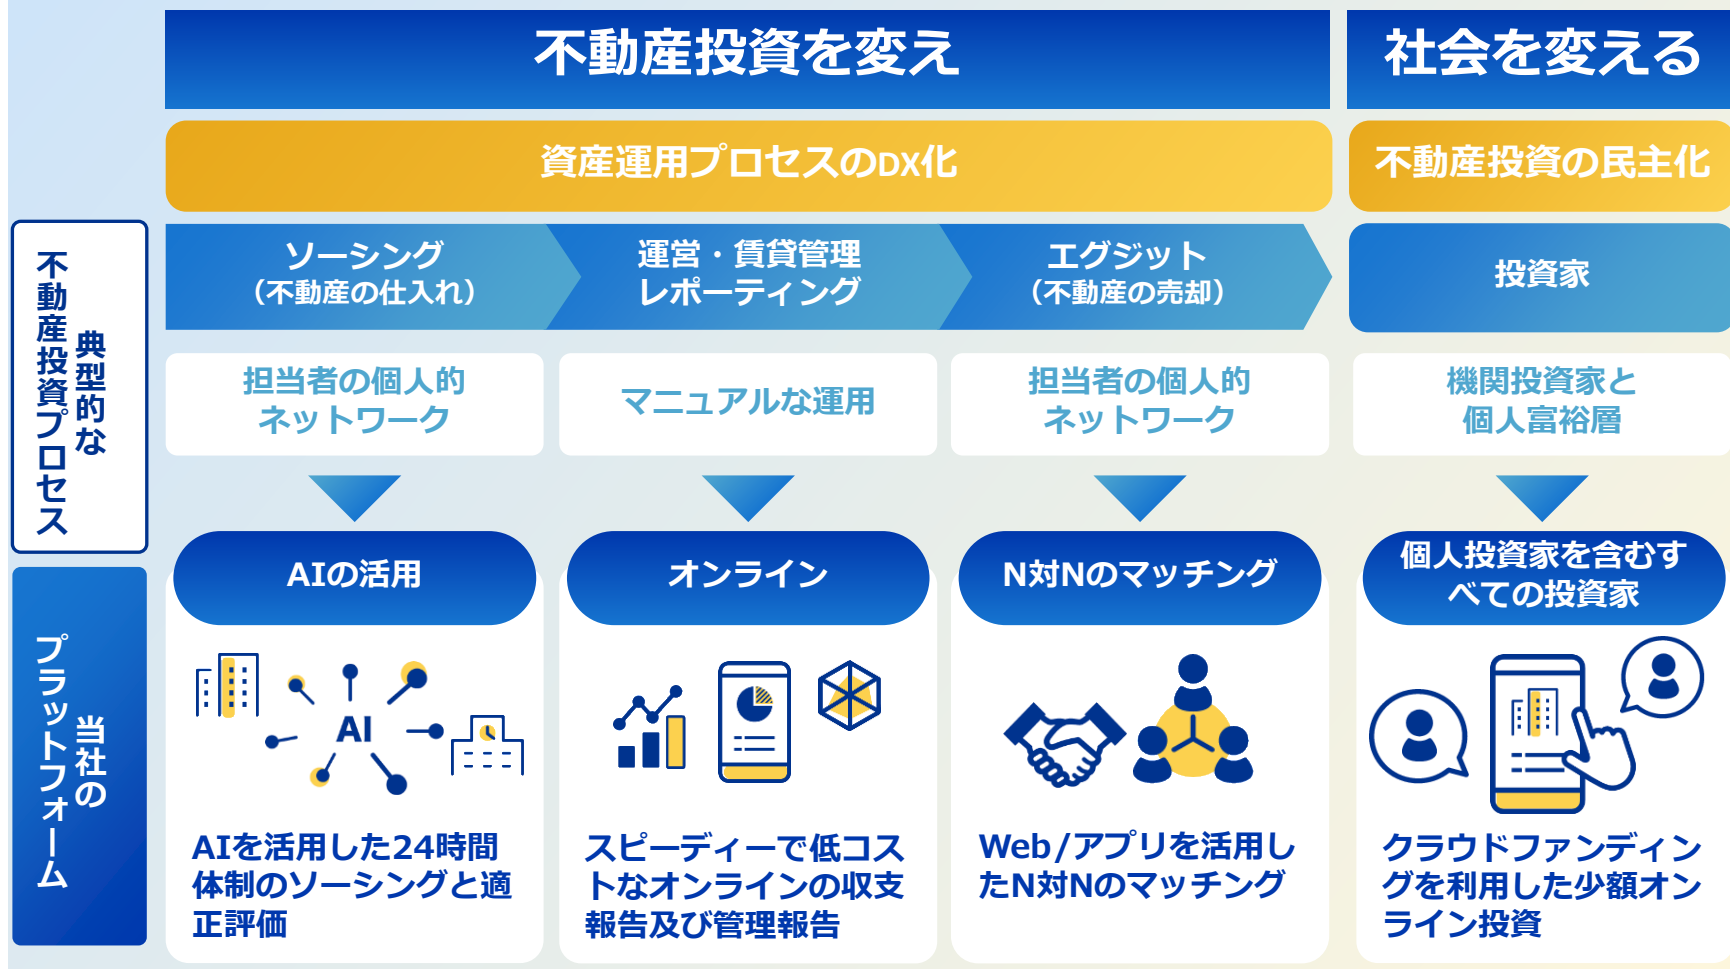 不動産投資を変え
社会を変える
資産運用プロセスのDX化
不動産投資の民主化
典型的な
不動産投資プロセス
ソーシング
（不動産の仕入れ）
運営・賃貸管理
レポーティング
エグジット
（不動産の売却）
投資家
担当者の個人的
ネットワーク
マニュアルな運用
担当者の個人的
ネットワーク
機関投資家と
個人富裕層
当社の
プラットフォーム
AIの活用
オンライン
N対Nのマッチング
個人投資家を含むす
べての投資家
AI
AIを活用した24時間
体制のソーシングと適
正評価
スピーディーで低コス
トなオンラインの収支
報告及び管理報告
Web/アプリを活用し
たN対Nのマッチング
クラウドファンディン
グを利用した少額オン
ライン投資